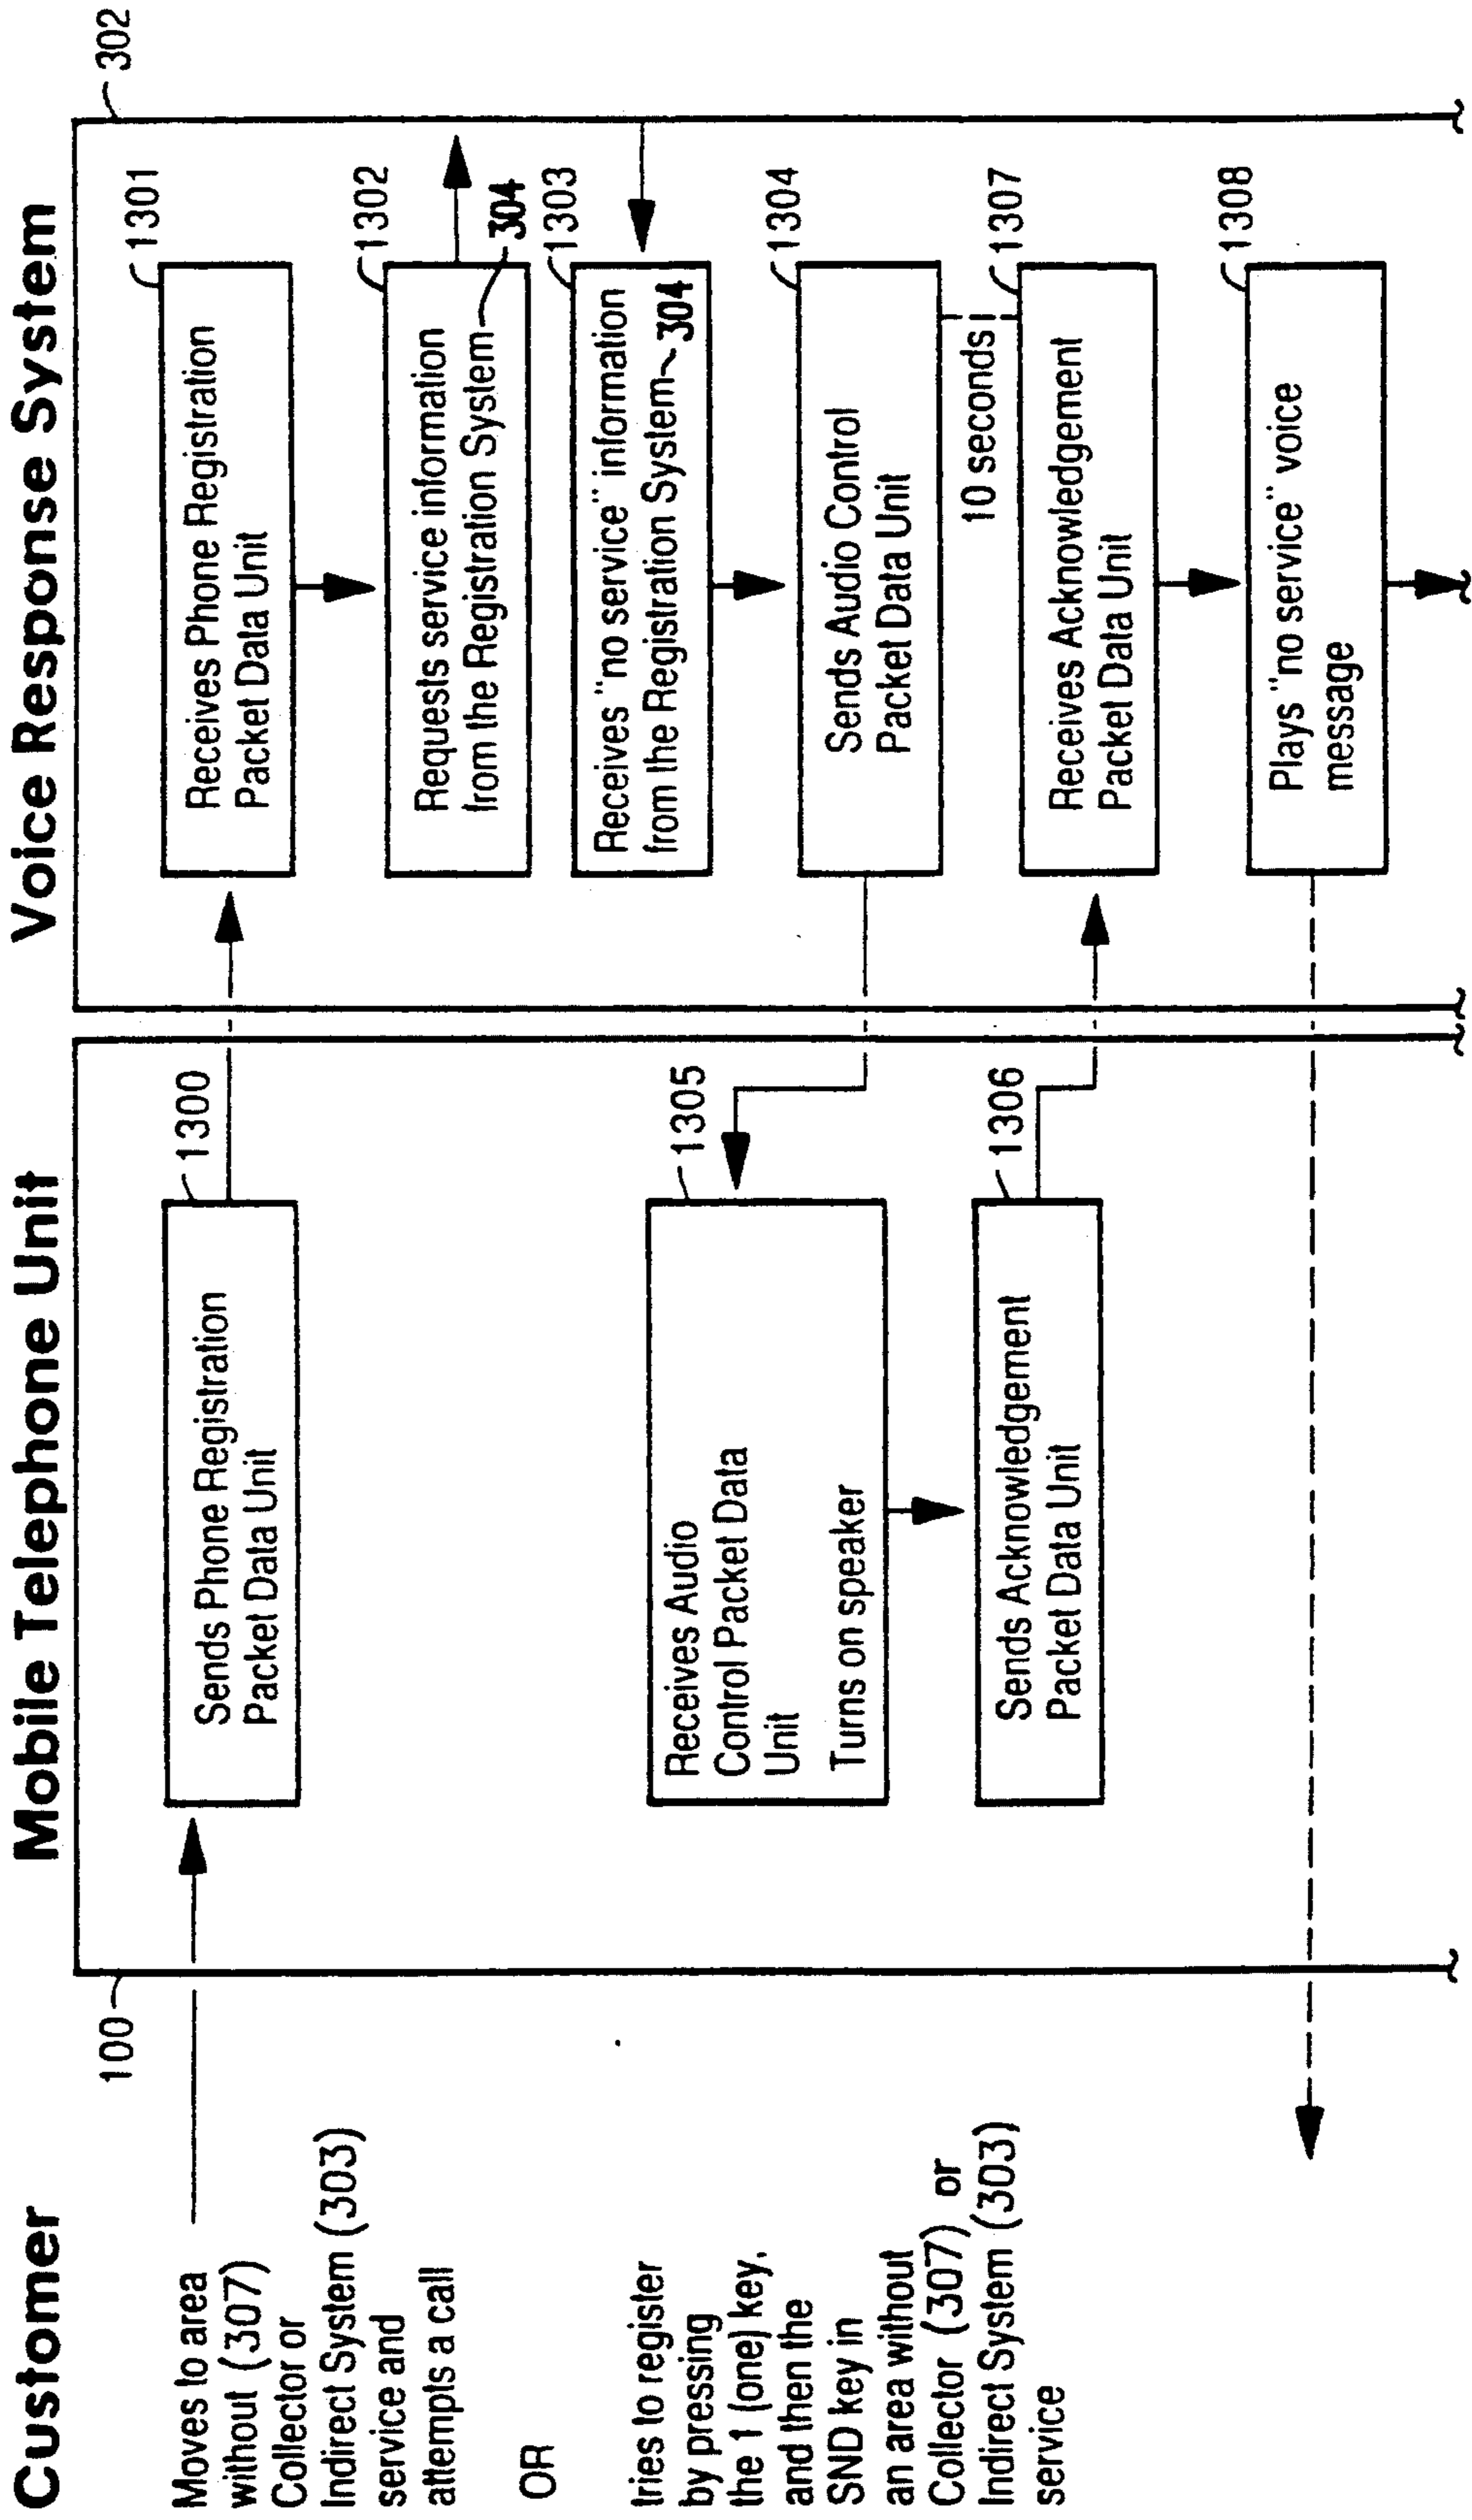 Customer
Mobile Telephone Unit
Voice Response System
100
302
Moves to area
without (307)
Collector or
Indirect System (303)
service and
attempts a call
OR
Tries to register
by pressing
the 1 (one) key,
and then the
SND key in
an area without
Collector (307) or
Indirect System (303)
service
1300
Sends Phone Registration
Packet Data Unit
1305
Receives Audio
Control Packet Data
Unit
Turns on speaker
1306
Sends Acknowledgement
Packet Data Unit
1301
Receives Phone Registration
Packet Data Unit
1302
Requests service information
from the Registration System
304
1303
Receives "no service" information
from the Registration System~304
1304
Sends Audio Control
Packet Data Unit
10 seconds
1307
Receives Acknowledgement
Packet Data Unit
1308
Plays "no service" voice
message